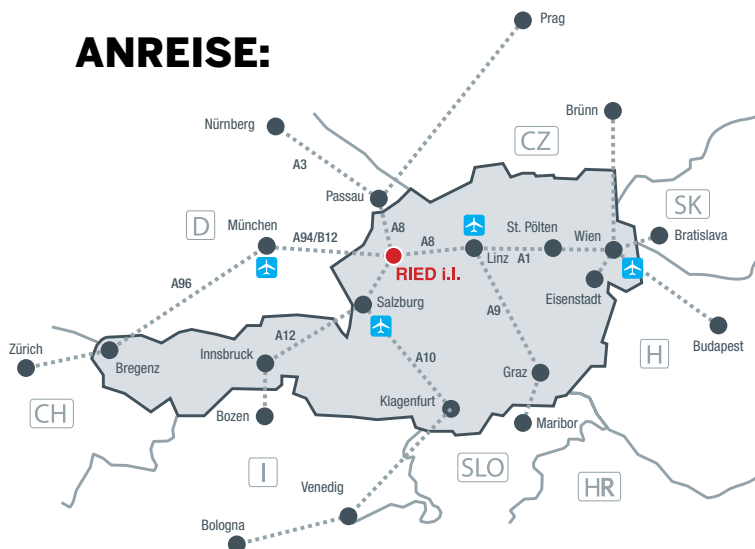 ANREISE:
Prag
Nürnberg
Brünn
CZ
A3
Passau
SK
D
München
A94/B12
A8
A8
St. Pölten
Wien
Bratislava
Linz
A1
RIED i.I.
A96
Eisenstadt
Salzburg
A9
Zürich
Bregenz
Innsbruck
A12
A10
Graz
H
Budapest
CH
Bozen
Klagenfurt
Maribor
I
SLO
HR
Venedig
Bologna